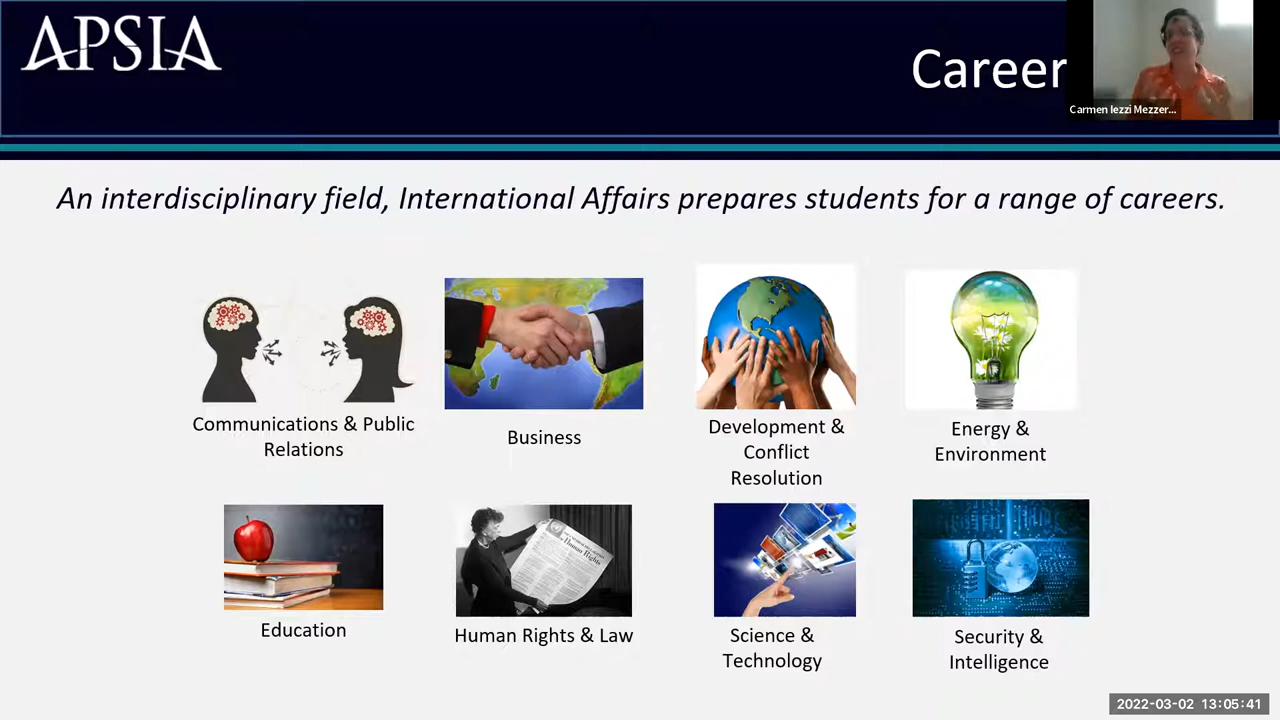 APSIA
Career
Carmen Iezzi Mezzer...
An interdisciplinary field, International Affairs prepares students for a range of careers.
Communications & Public
Relations
Business
Development &
Conflict
Resolution
Energy &
Environment
Human Rights
Education
Human Rights & Law
Science &
Technology
Security &
Intelligence
2022-03-02 13:05:41